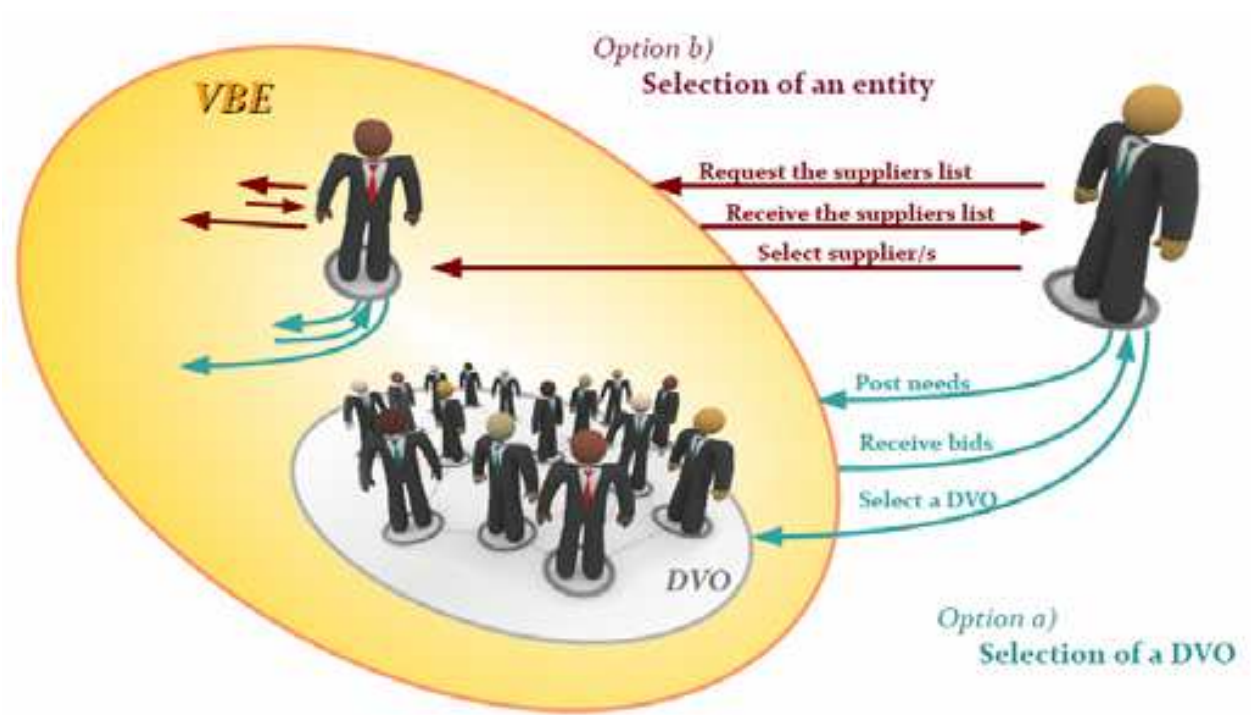 Option b)
Selection of an entity
VBE
Request the suppliers list
Receive the suppliers list
Select supplier/s
Post needs
Receive bids
Select a DVO
DVO
Option a)
Selection of a DVO